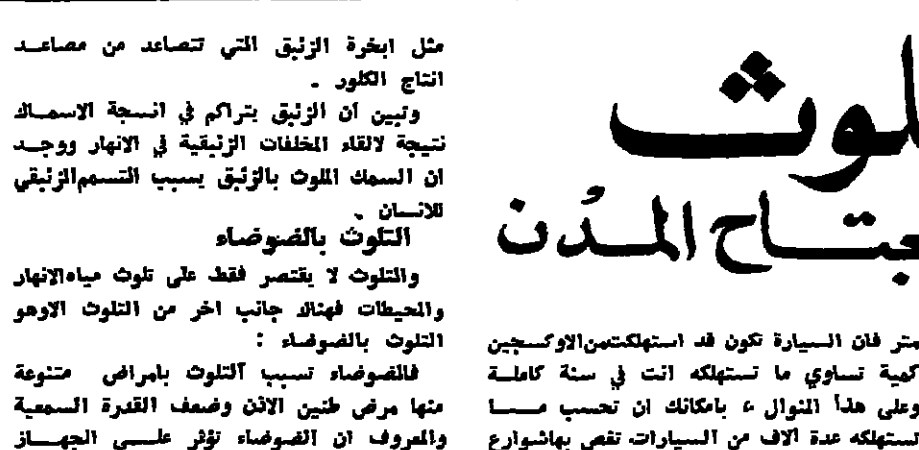 لوث
جتاح المدن
متر فان السيارة تكون قد استهلكت من الاوكسجين
كمية تساوي ما تستهلكه انت في سنة كاملة
وعلى هذا المنوال ، بامكانك ان تحسب مسا
تستهلكه عدة آلاف من السيارات تغص بها شوارع
مثل ابخرة الزئبق التي تتصاعد من مصاعد
انتاج الكلور .
وتبين ان الزئبق يتراكم في انسجة الاسماك
نتيجة لالقاء المخلفات الزئبقية في الانهار ووجد
ان السمك الملوث بالزئبق يسبب التسمم الزئبقي
للانسان .
التلوث بالضوضاء
والتلوث لا يقتصر فقط على تلوث مياه الانهار
والمحيطات فهناك جانب اخر من التلوث الاوهو
التلوث بالضوضاء :
فالضوضاء تسبب التلوث بامراض متنوعة
منها مرض طنين الاذن وضعف القدرة السمعية
والمعروف ان الضوضاء تؤثر على الجهاز